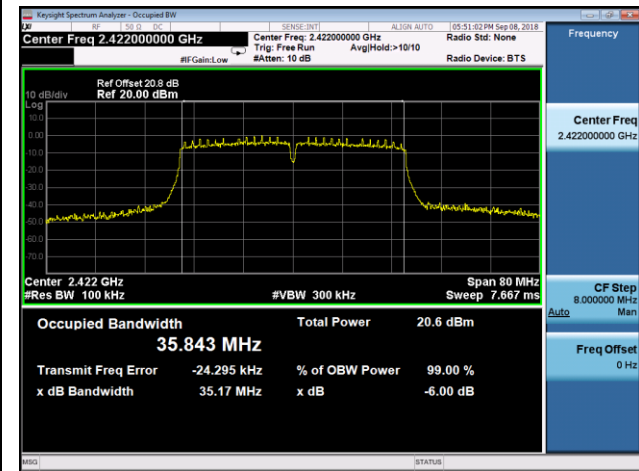 Keysight Spectrum Analyzer - Occupied BW
RF 50 Ω DC SENSE:INT ALIGN AUTO 05:51:02 PM Sep 08, 2018
Center Freq 2.422000000 GHz
Center Freq: 2.422000000 GHz
Radio Std: None
Trig: Free Run Avg|Hold:>10/10
#IFGain:Low
#Atten: 10 dB
Radio Device: BTS
Frequency
Ref Offset 20.8 dB
10 dB/div Ref 20.00 dBm
Log
10.0
0.00
-10.0
-20.0
-30.0
-40.0
-50.0
-60.0
-70.0
Center 2.422 GHz
Span 80 MHz
#Res BW 100 kHz
#VBW 300 kHz
Sweep 7.667 ms
Center Freq
2.422000000 GHz
CF Step
8.000000 MHz
Auto Man
Freq Offset
0 Hz
Occupied Bandwidth
35.843 MHz
Total Power 20.6 dBm
Transmit Freq Error -24.295 kHz
% of OBW Power 99.00 %
x dB Bandwidth 35.17 MHz
x dB -6.00 dB
MSG
STATUS